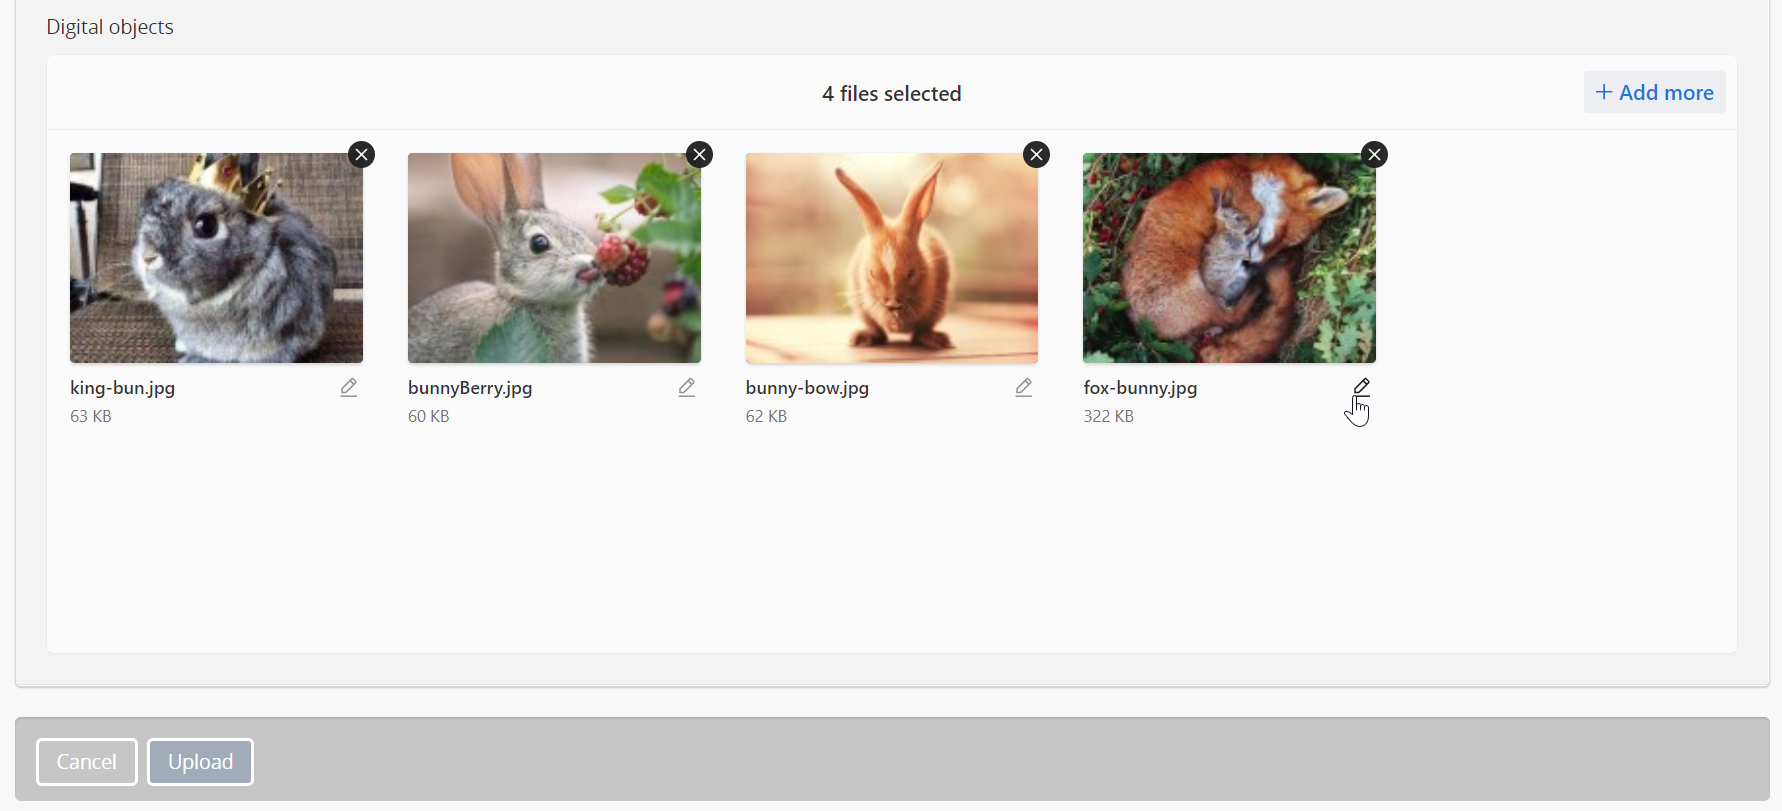 Digital objects
4 files selected
+ Add more
king-bun.jpg
63 KB
bunnyBerry.jpg
60 KB
bunny-bow.jpg
62 KB
fox-bunny.jpg
322 KB
Cancel
Upload